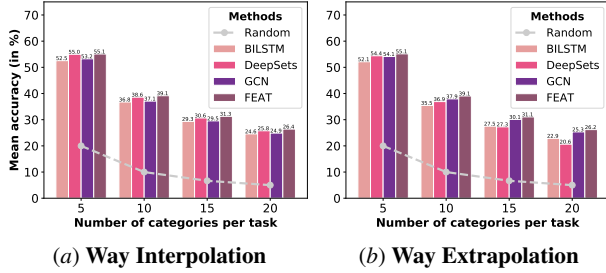 Mean accuracy (in %)
70
60
50
40
30
20
10
0
Methods
Random
BILSTM
DeepSets
GCN
FEAT
52.5 55.0 53.2 55.1
36.8 38.6 37.1 39.1
29.3 30.6 29.5 31.3
24.6 25.8 24.9 26.4
5 10 15 20
Number of categories per task
(a) Way Interpolation
70
60
50
40
30
20
10
0
Methods
Random
BILSTM
DeepSets
GCN
FEAT
52.1 54.4 54.1 55.1
35.5 36.9 37.9 39.1
27.5 27.3 30.1 31.1
22.9 20.6 25.3 26.2
5 10 15 20
Number of categories per task
(b) Way Extrapolation